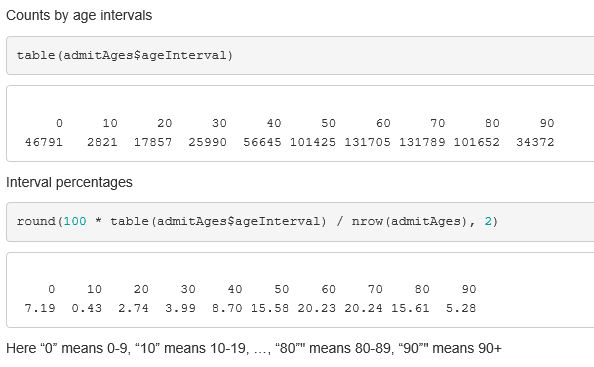 Counts by age intervals
table(admitAges$ageInterval)
0 10 20 30 40 50 60 70 80 90
46791 2821 17857 25990 56645 101425 131705 131789 101652 34372
Interval percentages
round(100 * table(admitAges$ageInterval) / nrow(admitAges), 2)
0 10 20 30 40 50 60 70 80 90
7.19 0.43 2.74 3.99 8.70 15.58 20.23 20.24 15.61 5.28
Here “0” means 0-9, “10” means 10-19, …, “80”" means 80-89, “90”" means 90+